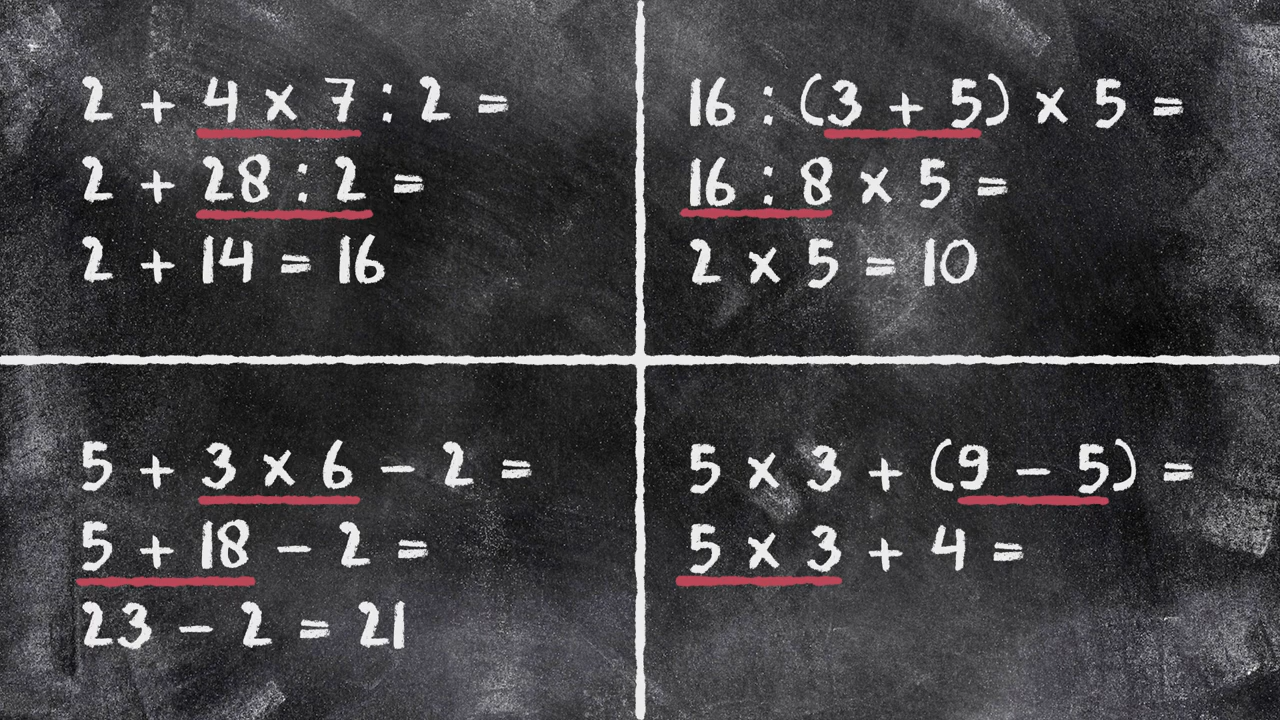 2 + 4 x 7 : 2 =
2 + 28 : 2 =
2 + 14 = 16
16 : (3 + 5) x 5 =
16 : 8 x 5 =
2 x 5 = 10
5 + 3 x 6 - 2 =
5 + 18 - 2 =
23 - 2 = 21
5 x 3 + (9 - 5) =
5 x 3 + 4 =